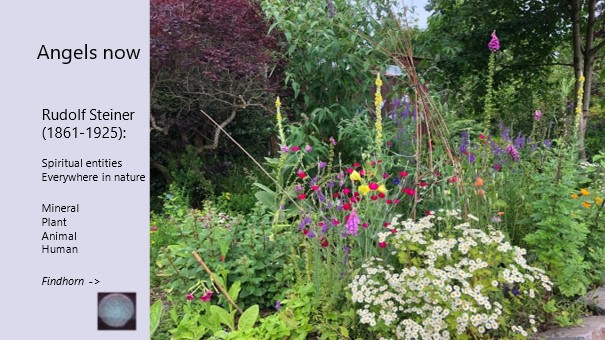 Angels now
Rudolf Steiner
(1861-1925):
Spiritual entities
Everywhere in nature
Mineral
Plant
Animal
Human
Findhorn ->